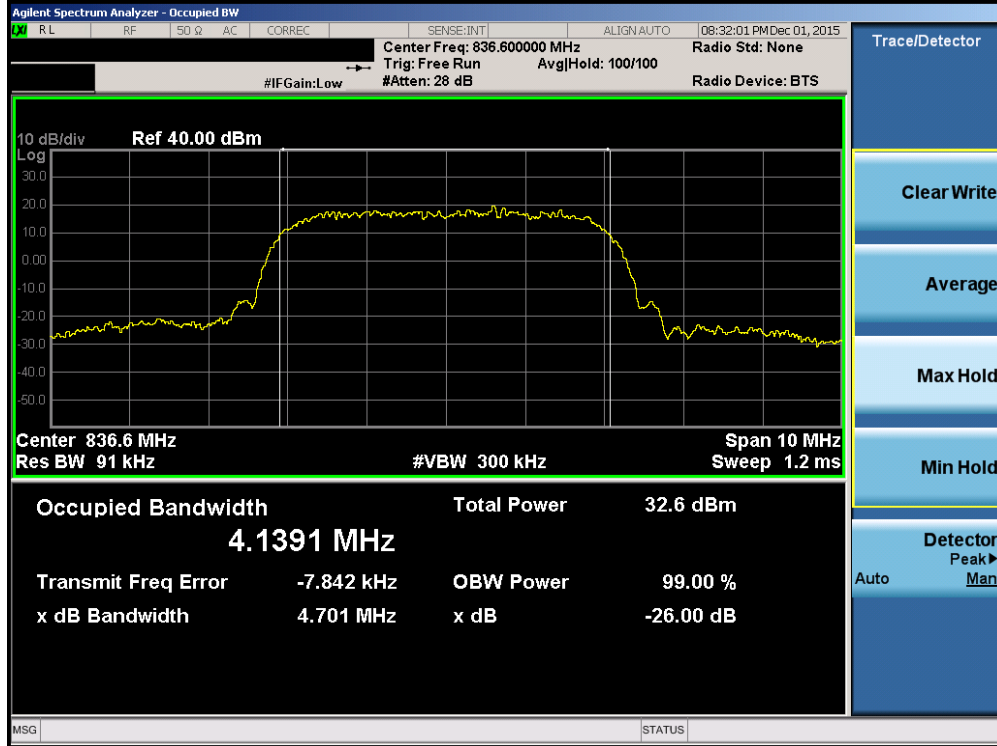 Agilent Spectrum Analyzer - Occupied BW
LXI RL RF 50 Ω AC CORREC SENSE:INT ALIGN AUTO 08:32:01 PM Dec 01, 2015
Center Freq: 836.600000 MHz Radio Std: None
Trig: Free Run Avg|Hold: 100/100
#IFGain:Low #Atten: 28 dB Radio Device: BTS
Trace/Detector
10 dB/div Ref 40.00 dBm
Log
30.0
20.0
10.0
0.00
-10.0
-20.0
-30.0
-40.0
-50.0
Center 836.6 MHz Span 10 MHz
Res BW 91 kHz #VBW 300 kHz Sweep 1.2 ms
Occupied Bandwidth Total Power 32.6 dBm
4.1391 MHz
Transmit Freq Error -7.842 kHz OBW Power 99.00 %
x dB Bandwidth 4.701 MHz x dB -26.00 dB
Clear Write
Average
Max Hold
Min Hold
Detector
Peak▶
Auto Man
MSG STATUS